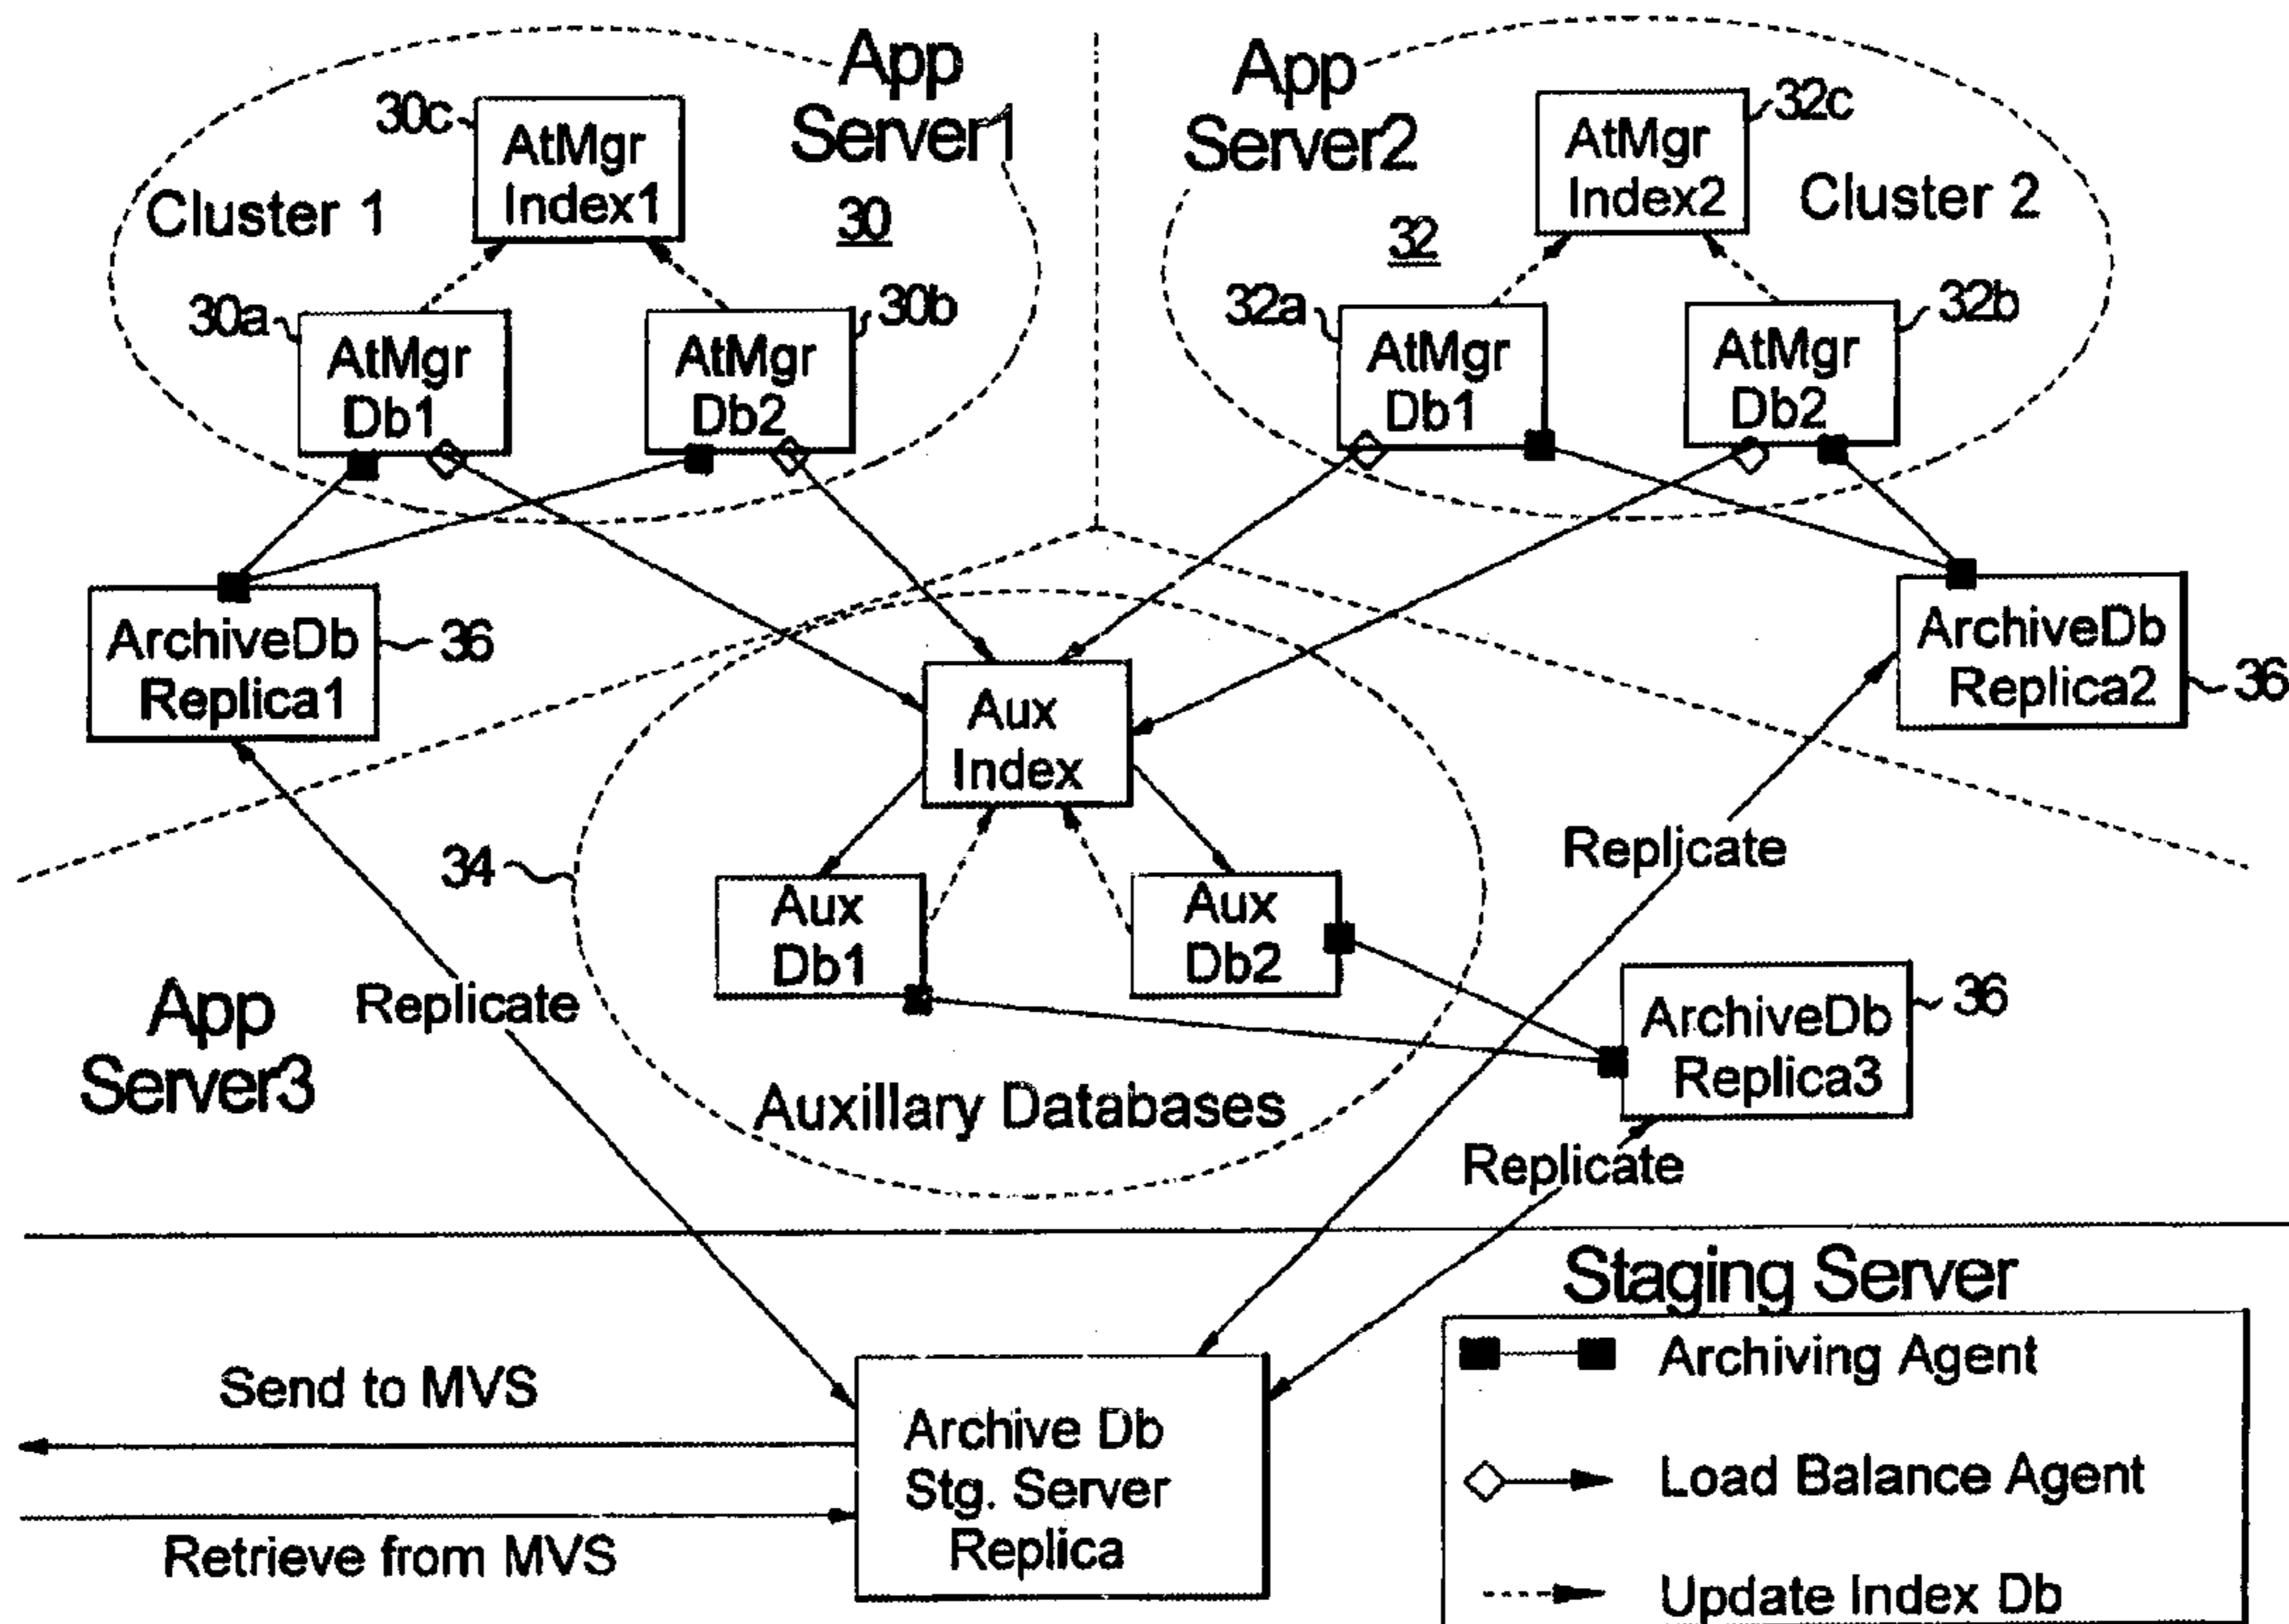 App
Server1
App
Server2
30c
AtMgr
Index1
Cluster 1
30
32c
AtMgr
Index2
Cluster 2
32
30a
AtMgr
Db1
30b
AtMgr
Db2
32a
AtMgr
Db1
32b
AtMgr
Db2
ArchiveDb
Replica1
36
ArchiveDb
Replica2
36
Aux
Index
Replicate
34
Aux
Db1
Aux
Db2
App
Server3
Replicate
ArchiveDb
Replica3
36
Auxillary Databases
Replicate
Staging Server
Send to MVS
Retrieve from MVS
Archive Db
Stg. Server
Replica
Archiving Agent
Load Balance Agent
Update Index Db